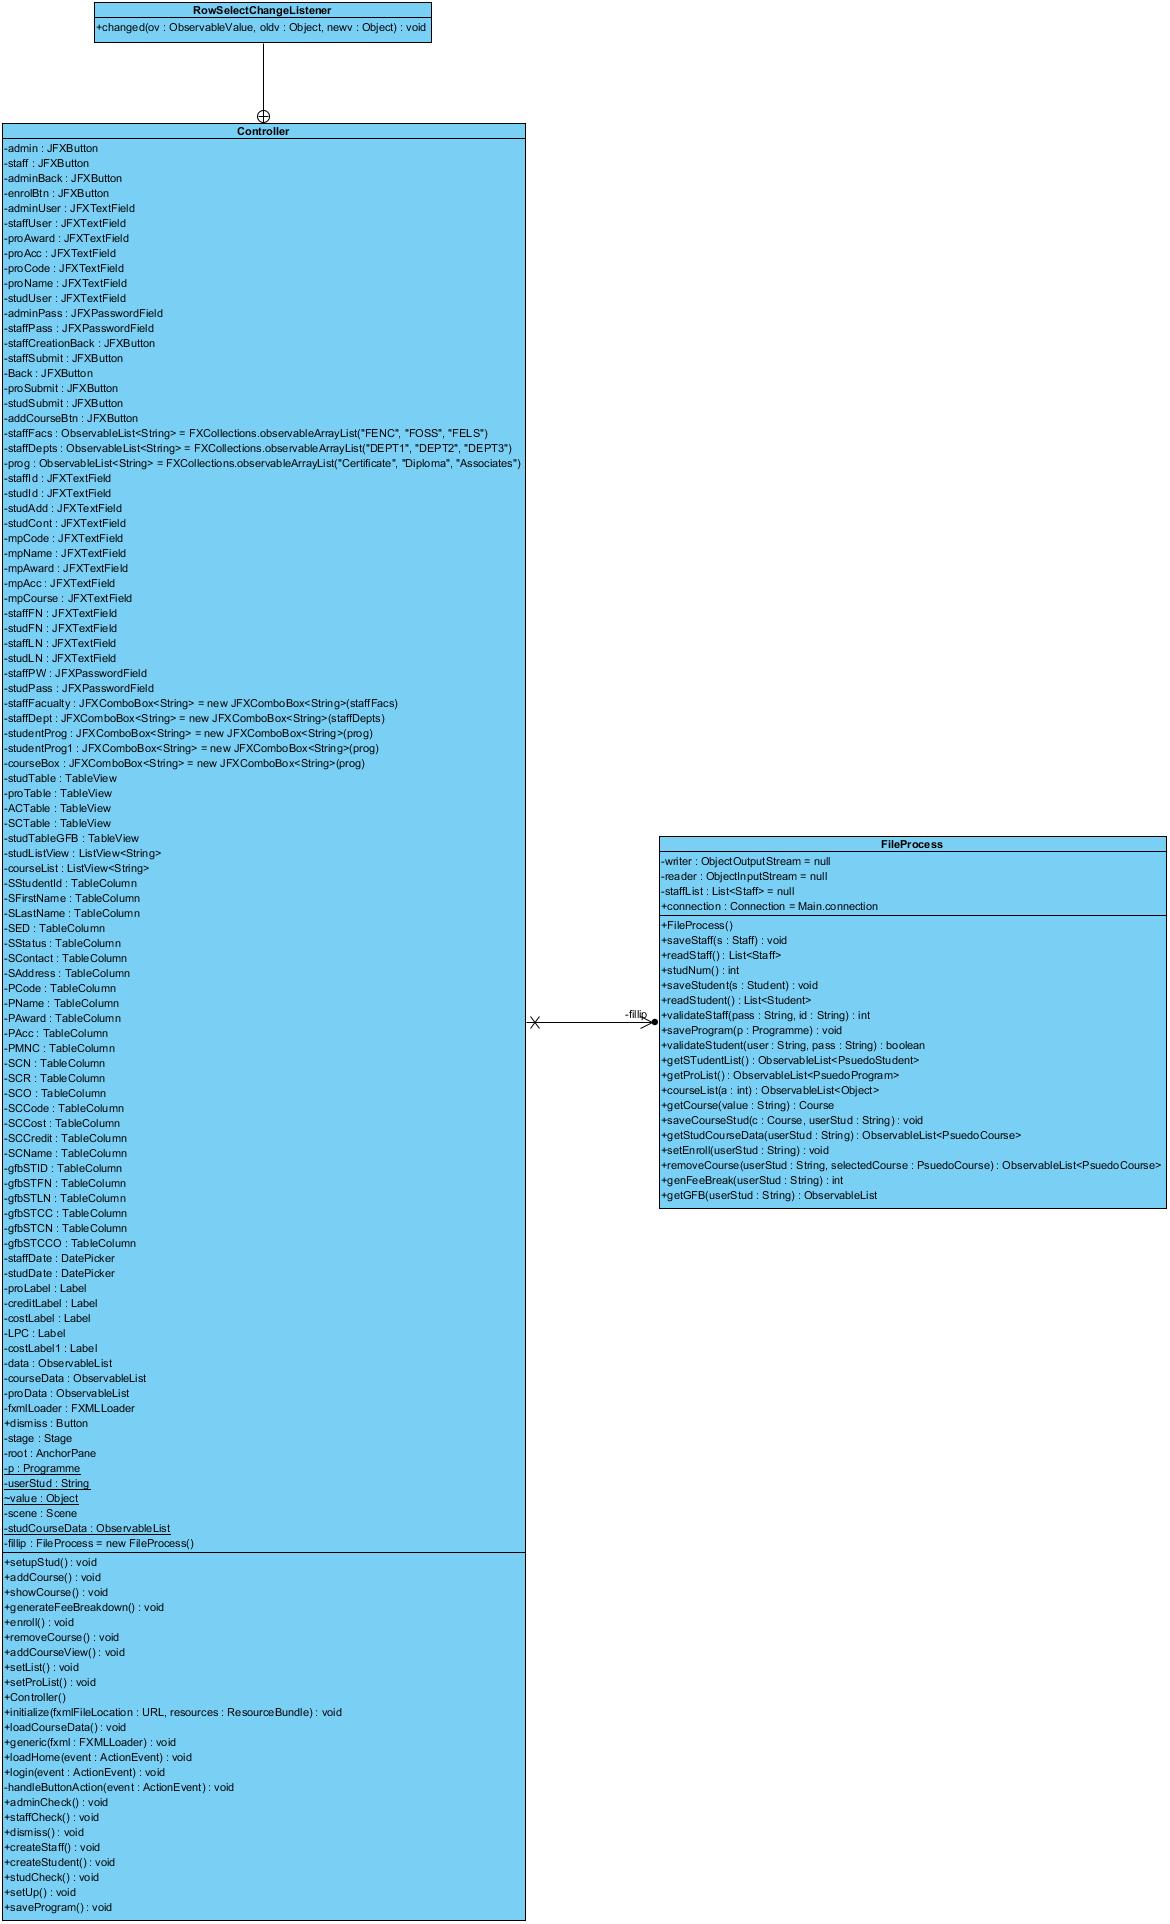 RowSelectChangeListener
+changed(ov : ObservableValue, oldv : Object, newv : Object) : void
Controller
-admin : JFXButton
-staff : JFXButton
-adminBack : JFXButton
-enrolBtn : JFXButton
-adminUser : JFXTextField
-staffUser : JFXTextField
-proAward : JFXTextField
-proAcc : JFXTextField
-proCode : JFXTextField
-proName : JFXTextField
-studUser : JFXTextField
-adminPass : JFXPasswordField
-staffPass : JFXPasswordField
-staffCreationBack : JFXButton
-staffSubmit : JFXButton
-Back : JFXButton
-proSubmit : JFXButton
-studSubmit : JFXButton
-addCourseBtn : JFXButton
-staffFacs : ObservableList<String> = FXCollections.observableArrayList("FENC", "FOSS", "FELS")
-staffDepts : ObservableList<String> = FXCollections.observableArrayList("DEPT1", "DEPT2", "DEPT3")
-prog : ObservableList<String> = FXCollections.observableArrayList("Certificate", "Diploma", "Associates")
-staffId : JFXTextField
-studId : JFXTextField
-studAdd : JFXTextField
-studCont : JFXTextField
-mpCode : JFXTextField
-mpName : JFXTextField
-mpAward : JFXTextField
-mpAcc : JFXTextField
-mpCourse : JFXTextField
-staffFN : JFXTextField
-studFN : JFXTextField
-staffLN : JFXTextField
-studLN : JFXTextField
-staffPW : JFXPasswordField
-studPass : JFXPasswordField
-staffFacualty : JFXComboBox<String> = new JFXComboBox<String>(staffFacs)
-staffDept : JFXComboBox<String> = new JFXComboBox<String>(staffDepts)
-studentProg : JFXComboBox<String> = new JFXComboBox<String>(prog)
-studentProg1 : JFXComboBox<String> = new JFXComboBox<String>(prog)
-courseBox : JFXComboBox<String> = new JFXComboBox<String>(prog)
-studTable : TableView
-proTable : TableView
-ACTable : TableView
-SCTable : TableView
-studTableGFB : TableView
-studListView : ListView<String>
-courseList : ListView<String>
-SStudentId : TableColumn
-SFirstName : TableColumn
-SLastName : TableColumn
-SED : TableColumn
-SStatus : TableColumn
-SContact : TableColumn
-SAddress : TableColumn
-PCode : TableColumn
-PName : TableColumn
-PAward : TableColumn
-PAcc : TableColumn
-PMNC : TableColumn
-SCN : TableColumn
-SCR : TableColumn
-SCO : TableColumn
-SCCode : TableColumn
-SCCost : TableColumn
-SCCredit : TableColumn
-SCName : TableColumn
-gfbSTID : TableColumn
-gfbSTFN : TableColumn
-gfbSTLN : TableColumn
-gfbSTCC : TableColumn
-gfbSTCN : TableColumn
-gfbSTCCO : TableColumn
-staffDate : DatePicker
-studDate : DatePicker
-proLabel : Label
-creditLabel : Label
-costLabel : Label
-LPC : Label
-costLabel1 : Label
-data : ObservableList
-courseData : ObservableList
-proData : ObservableList
-fxmlLoader : FXMLLoader
+dismiss : Button
-stage : Stage
-root : AnchorPane
-p : Programme
-userStud : String
~value : Object
-scene : Scene
-studCourseData : ObservableList
-fillip : FileProcess = new FileProcess()
+setupStud() : void
+addCourse() : void
+showCourse() : void
+generateFeeBreakdown() : void
+enroll() : void
+removeCourse() : void
+addCourseView() : void
+setList() : void
+setProList() : void
+Controller()
+initialize(fxmlFileLocation : URL, resources : ResourceBundle) : void
+loadCourseData() : void
+generic(fxml : FXMLLoader) : void
+loadHome(event : ActionEvent) : void
+login(event : ActionEvent) : void
-handleButtonAction(event : ActionEvent) : void
+adminCheck() : void
+staffCheck() : void
+dismiss() : void
+createStaff() : void
+createStudent() : void
+studCheck() : void
+setUp() : void
+saveProgram() : void
-fillip
FileProcess
-writer : ObjectOutputStream = null
-reader : ObjectInputStream = null
-staffList : List<Staff> = null
+connection : Connection = Main.connection
+FileProcess()
+saveStaff(s : Staff) : void
+readStaff() : List<Staff>
+studNum() : int
+saveStudent(s : Student) : void
+readStudent() : List<Student>
+validateStaff(pass : String, id : String) : int
+saveProgram(p : Programme) : void
+validateStudent(user : String, pass : String) : boolean
+getSTudentList() : ObservableList<PsuedoStudent>
+getProList() : ObservableList<PsuedoProgram>
+courseList(a : int) : ObservableList<Object>
+getCourse(value : String) : Course
+saveCourseStud(c : Course, userStud : String) : void
+getStudCourseData(userStud : String) : ObservableList<PsuedoCourse>
+setEnroll(userStud : String) : void
+removeCourse(userStud : String, selectedCourse : PsuedoCourse) : ObservableList<PsuedoCourse>
+genFeeBreak(userStud : String) : int
+getGFB(userStud : String) : ObservableList